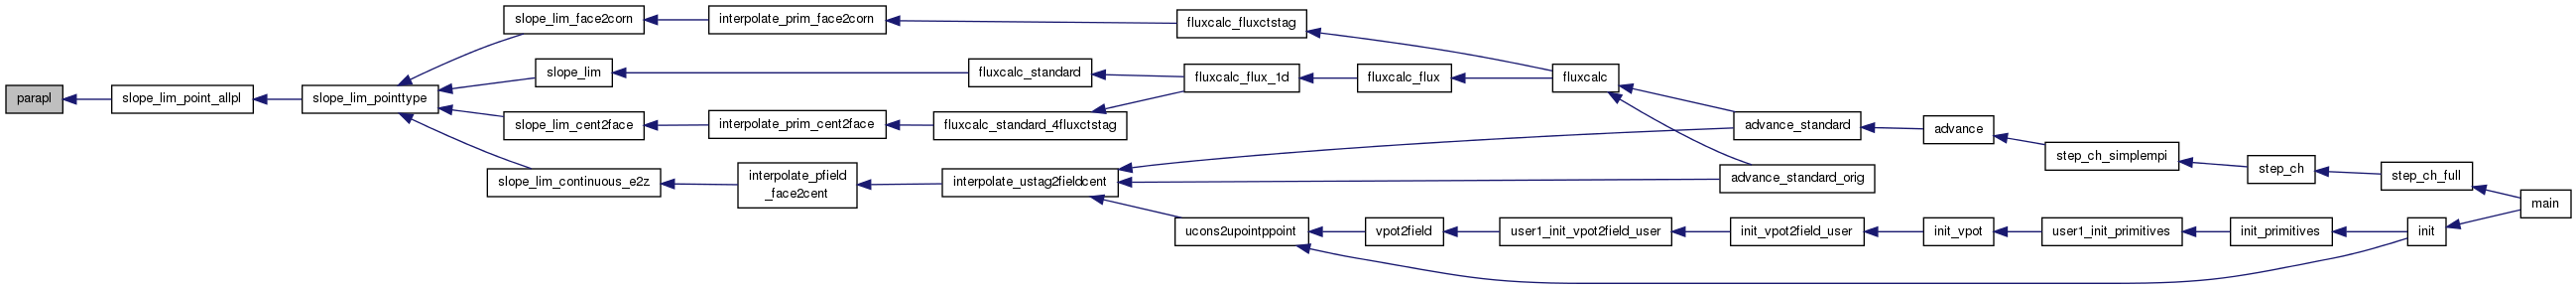 parapl
slope_lim_point_allpl
slope_lim_pointtype
slope_lim_face2corn
slope_lim
slope_lim_cent2face
slope_lim_continuous_e2z
interpolate_prim_face2corn
interpolate_prim_cent2face
interpolate_pfield
_face2cent
fluxcalc_standard
fluxcalc_standard_4fluxctstag
interpolate_ustag2fieldcent
fluxcalc_fluxctstag
fluxcalc_flux_1d
ucons2upointppoint
fluxcalc_flux
vpot2field
fluxcalc
user1_init_vpot2field_user
advance_standard
advance_standard_orig
init_vpot2field_user
advance
init_vpot
step_ch_simplempi
user1_init_primitives
step_ch
init_primitives
step_ch_full
init
main